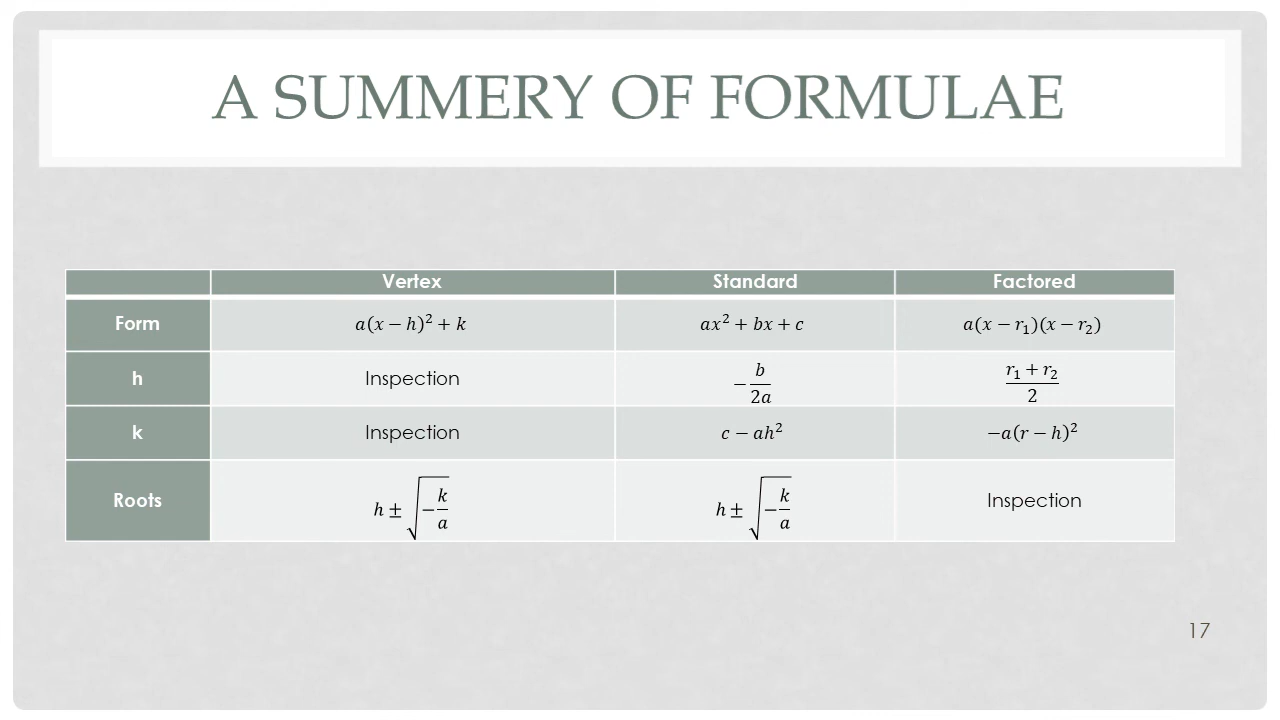 A SUMMERY OF FORMULAE
Vertex Standard Factored
Form a(x − h)² + k ax² + bx + c a(x − r₁)(x − r₂)
h Inspection −b/2a (r₁ + r₂)/2
k Inspection c − ah² −a(r − h)²
Roots h ± √(−k/a) h ± √(−k/a) Inspection
17